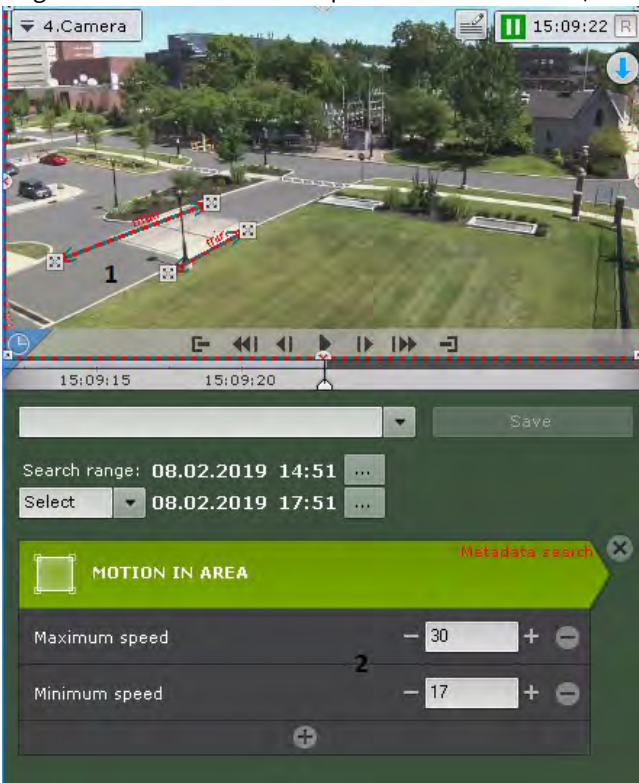 4.Camera
15:09:22 R
1
15:09:15 15:09:20
Save
Search range: 08.02.2019 14:51 ...
Select 08.02.2019 17:51 ...
Metadata search
MOTION IN AREA
Maximum speed − 30 +
2
Minimum speed − 17 +